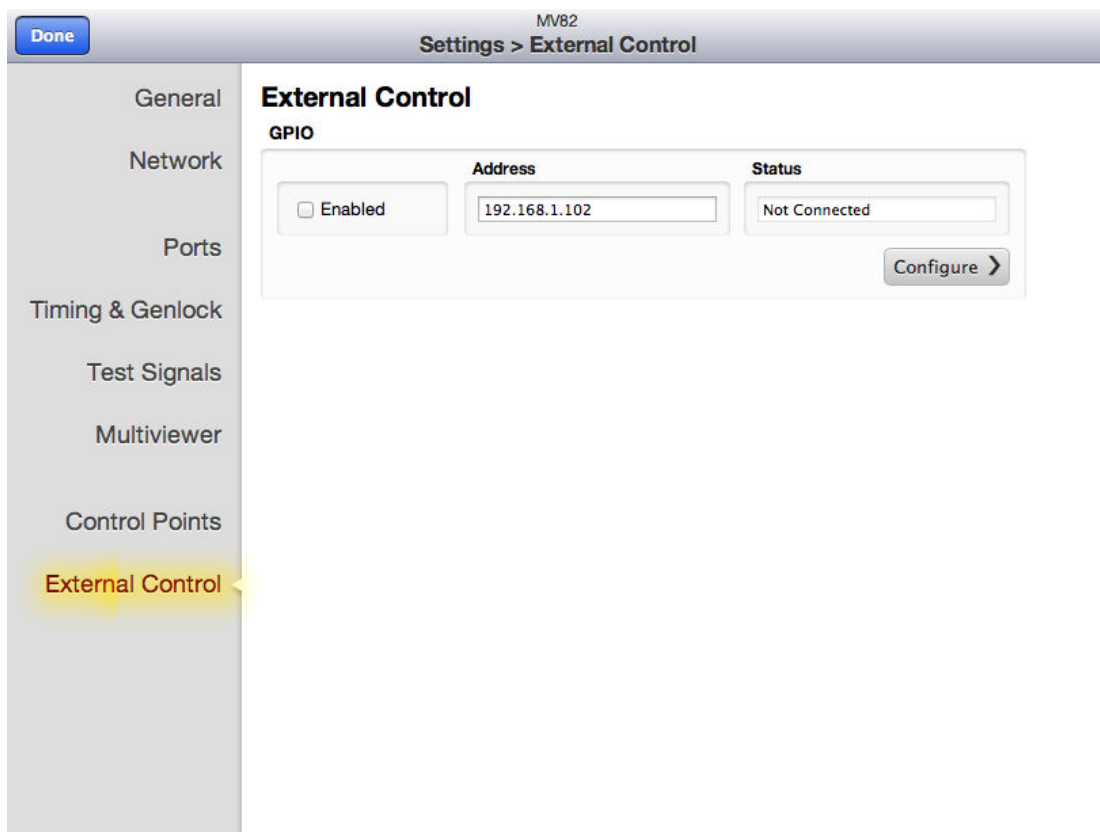 Done
MV82
Settings > External Control
General
Network
Ports
Timing & Genlock
Test Signals
Multiviewer
Control Points
External Control
External Control
GPIO
Address
Status
Enabled
192.168.1.102
Not Connected
Configure ❯